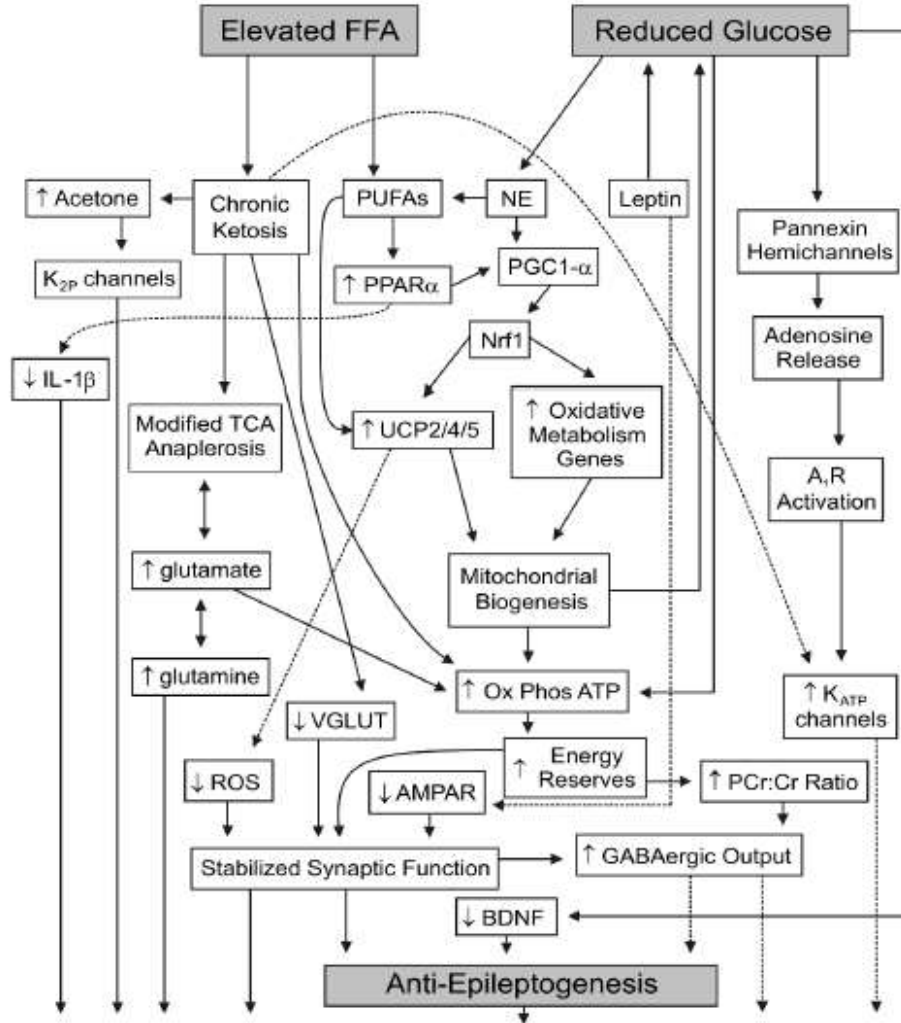 Elevated FFA
Reduced Glucose
↑ Acetone
Chronic
Ketosis
PUFAs
NE
Leptin
Pannexin
Hemichannels
K2P channels
↑ PPARα
PGC1-α
Nrf1
Adenosine
Release
↓ IL-1β
Modified TCA
Anaplerosis
↑ UCP2/4/5
↑ Oxidative
Metabolism
Genes
A,R
Activation
↑ glutamate
Mitochondrial
Biogenesis
↑ glutamine
↑ Ox Phos ATP
↑ KATP
channels
↓ VGLUT
↑ Energy
Reserves
↓ ROS
↓ AMPAR
↑ PCr:Cr Ratio
Stabilized Synaptic Function
↑ GABAergic Output
↓ BDNF
Anti-Epileptogenesis